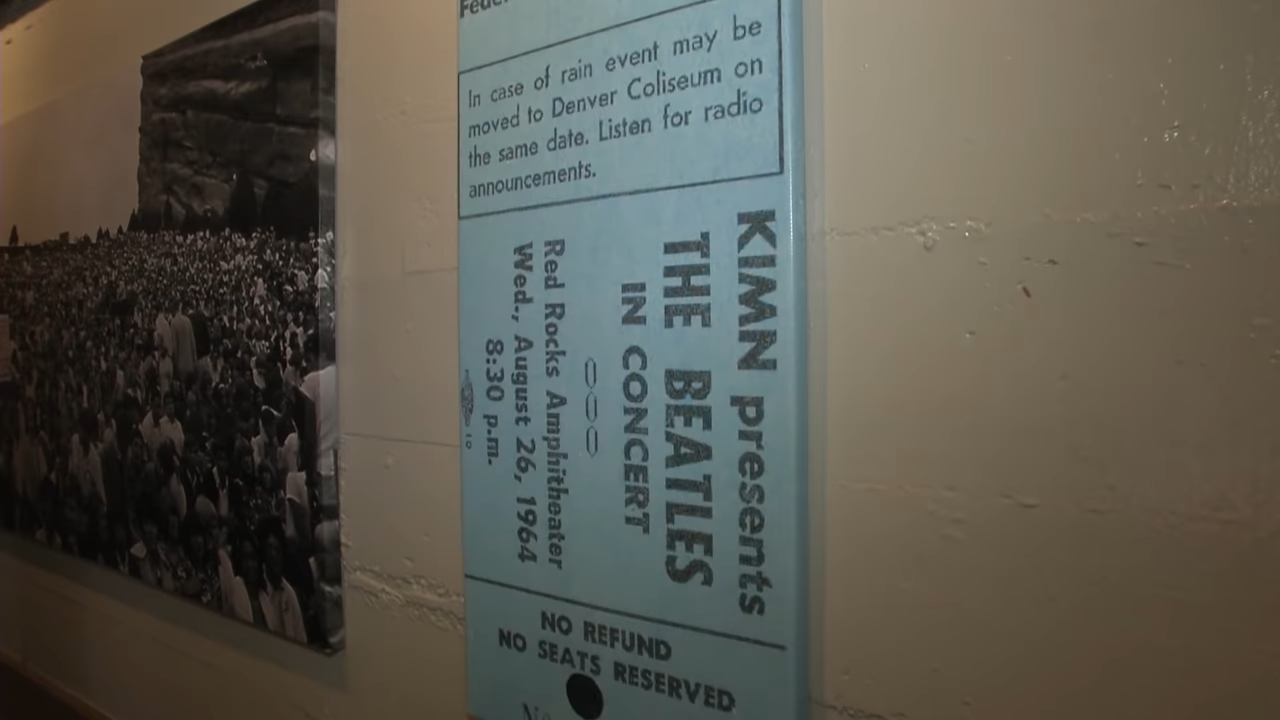 In case of rain event may be
moved to Denver Coliseum on
the same date. Listen for radio
announcements.
KIMN presents
THE BEATLES
IN CONCERT
Red Rocks Amphitheater
Wed., August 26, 1964
8:30 p.m.
10
NO REFUND
NO SEATS RESERVED